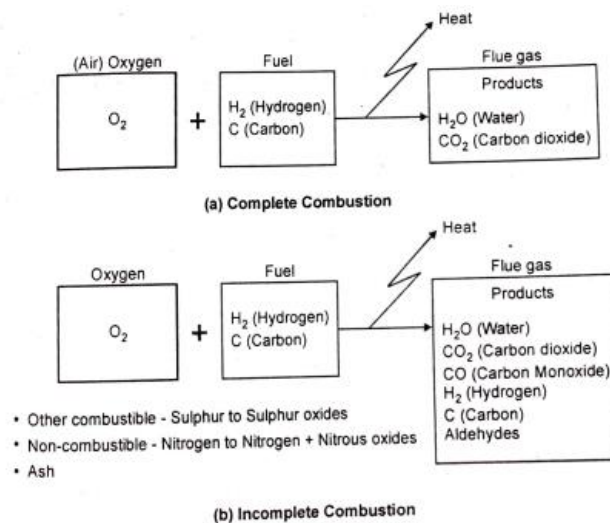 Heat
(Air) Oxygen
Fuel
Flue gas
O₂
+
H₂ (Hydrogen)
C (Carbon)
Products
H₂O (Water)
CO₂ (Carbon dioxide)
(a) Complete Combustion
Heat
Oxygen
Fuel
Flue gas
O₂
+
H₂ (Hydrogen)
C (Carbon)
Products
H₂O (Water)
CO₂ (Carbon dioxide)
CO (Carbon Monoxide)
H₂ (Hydrogen)
C (Carbon)
Aldehydes
• Other combustible - Sulphur to Sulphur oxides
• Non-combustible - Nitrogen to Nitrogen + Nitrous oxides
• Ash
(b) Incomplete Combustion